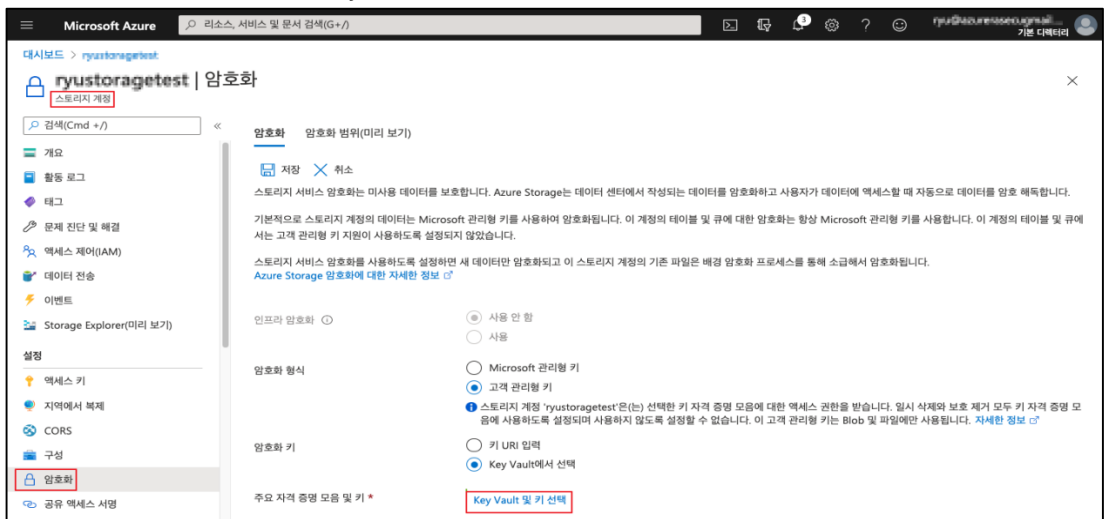 Microsoft Azure
리소스, 서비스 및 문서 검색(G+/)
3
?
기본 디렉터리
대시보드 > ryustoragetest
ryustoragetest | 암호화
스토리지 계정
검색(Cmd +/)
«
개요
활동 로그
태그
문제 진단 및 해결
액세스 제어(IAM)
데이터 전송
이벤트
Storage Explorer(미리 보기)
설정
액세스 키
지역에서 복제
CORS
구성
암호화
공유 액세스 서명
암호화 암호화 범위(미리 보기)
저장 취소
스토리지 서비스 암호화는 미사용 데이터를 보호합니다. Azure Storage는 데이터 센터에서 작성되는 데이터를 암호화하고 사용자가 데이터에 액세스할 때 자동으로 데이터를 암호 해독합니다.
기본적으로 스토리지 계정의 데이터는 Microsoft 관리형 키를 사용하여 암호화됩니다. 이 계정의 테이블 및 큐에 대한 암호화는 항상 Microsoft 관리형 키를 사용합니다. 이 계정의 테이블 및 큐에
서는 고객 관리형 키 지원이 사용하도록 설정되지 않았습니다.
스토리지 서비스 암호화를 사용하도록 설정하면 새 데이터만 암호화되고 이 스토리지 계정의 기존 파일은 배경 암호화 프로세스를 통해 소급해서 암호화됩니다.
Azure Storage 암호화에 대한 자세한 정보
인프라 암호화
사용 안 함
사용
암호화 형식
Microsoft 관리형 키
고객 관리형 키
스토리지 계정 'ryustoragetest'은(는) 선택한 키 자격 증명 모음에 대한 액세스 권한을 받습니다. 일시 삭제와 보호 제거 모두 키 자격 증명 모
음에 사용하도록 설정되며 사용하지 않도록 설정할 수 없습니다. 이 고객 관리형 키는 Blob 및 파일에만 사용됩니다. 자세한 정보
암호화 키
키 URI 입력
Key Vault에서 선택
주요 자격 증명 모음 및 키 *
Key Vault 및 키 선택